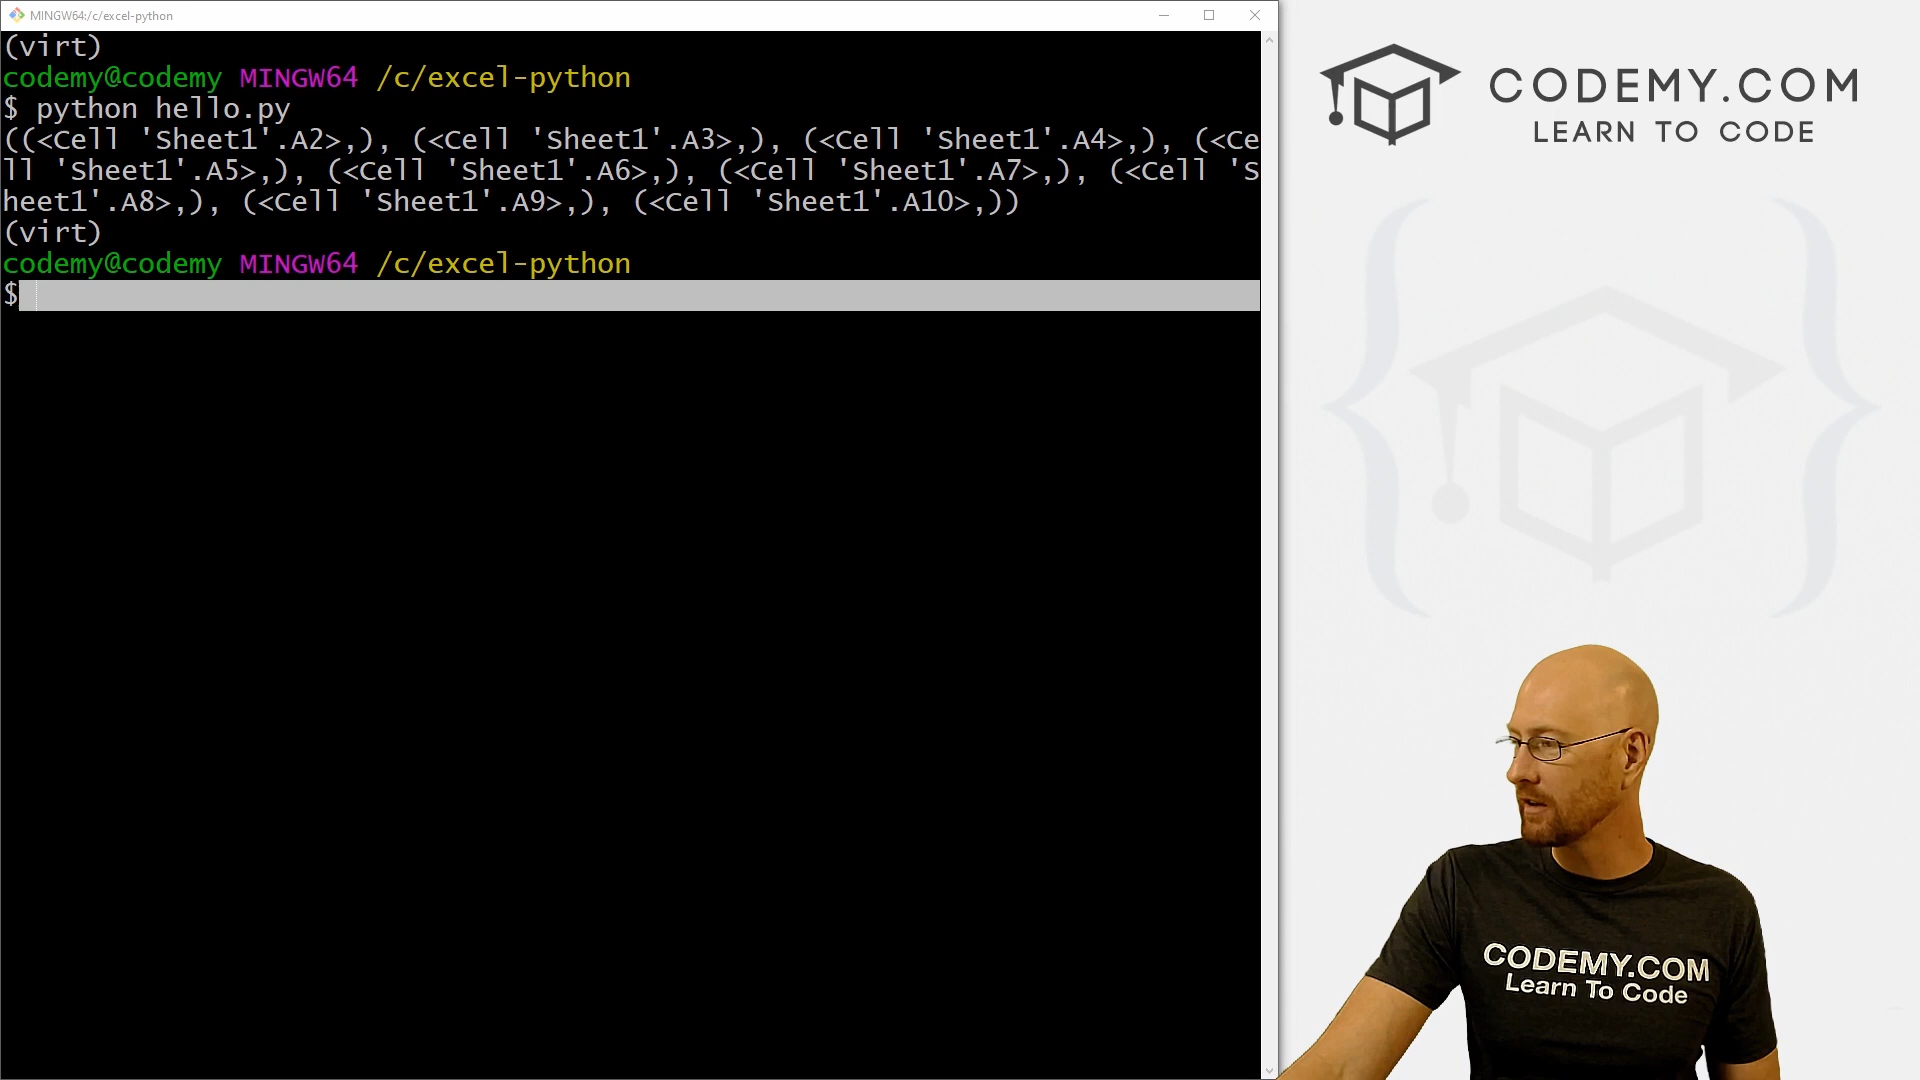 MINGW64:/c/excel-python
(virt)
codemy@codemy MINGW64 /c/excel-python
$ python hello.py
((<Cell 'Sheet1'.A2>,), (<Cell 'Sheet1'.A3>,), (<Cell 'Sheet1'.A4>,), (<Ce
ll 'Sheet1'.A5>,), (<Cell 'Sheet1'.A6>,), (<Cell 'Sheet1'.A7>,), (<Cell 'S
heet1'.A8>,), (<Cell 'Sheet1'.A9>,), (<Cell 'Sheet1'.A10>,))
(virt)
codemy@codemy MINGW64 /c/excel-python
$
CODEMY.COM
LEARN TO CODE
CODEMY.COM
Learn To Code